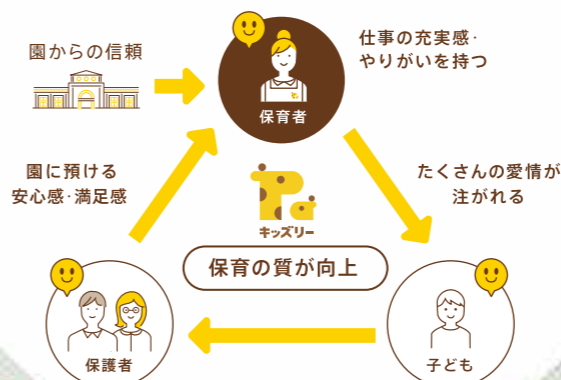 園からの信頼
保育者
仕事の充実感・
やりがいを持つ
園に預ける
安心感・満足感
たくさんの愛情が
注がれる
キッズリー
保育の質が向上
保護者
子ども